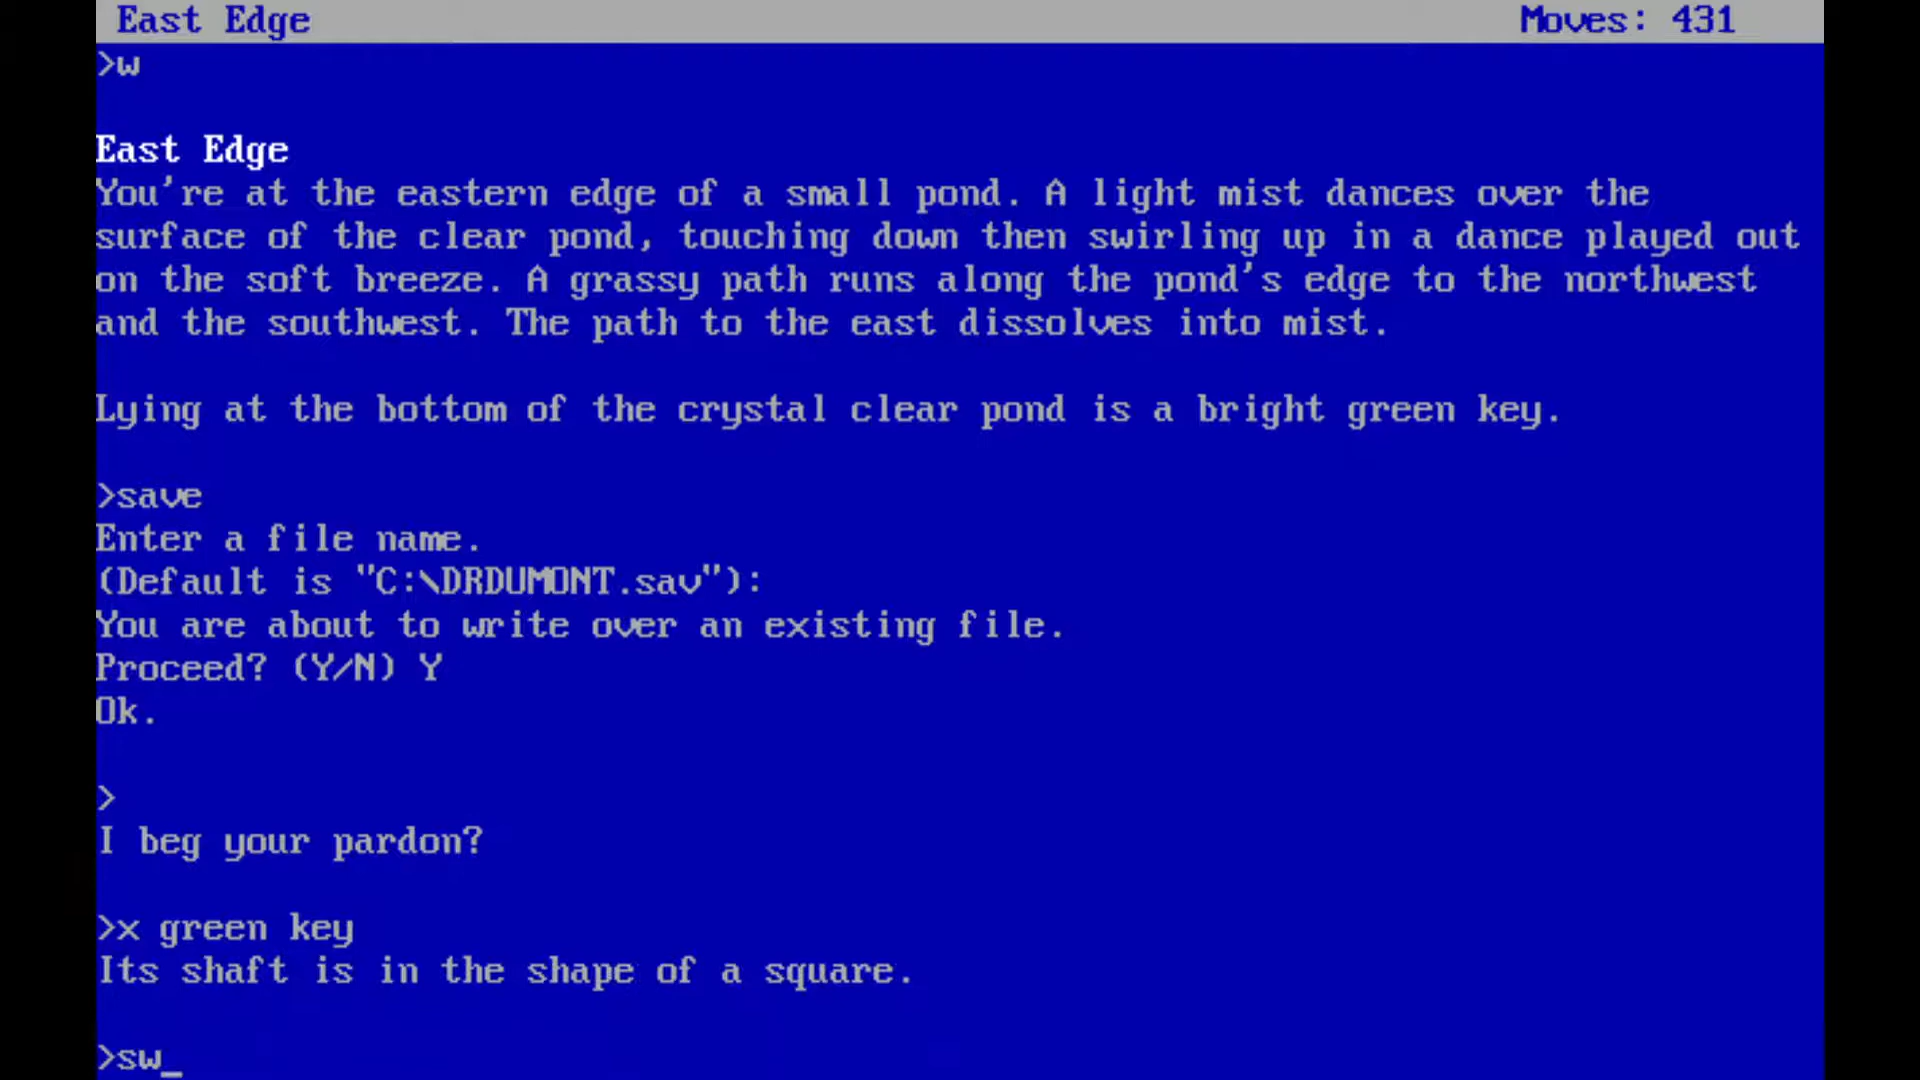 East Edge Moves: 431
>w
East Edge
You're at the eastern edge of a small pond. A light mist dances over the
surface of the clear pond, touching down then swirling up in a dance played out
on the soft breeze. A grassy path runs along the pond's edge to the northwest
and the southwest. The path to the east dissolves into mist.
Lying at the bottom of the crystal clear pond is a bright green key.
>save
Enter a file name.
(Default is "C:\DRDUMONT.sav"):
You are about to write over an existing file.
Proceed? (Y/N) Y
Ok.
>
I beg your pardon?
>x green key
Its shaft is in the shape of a square.
>sw_